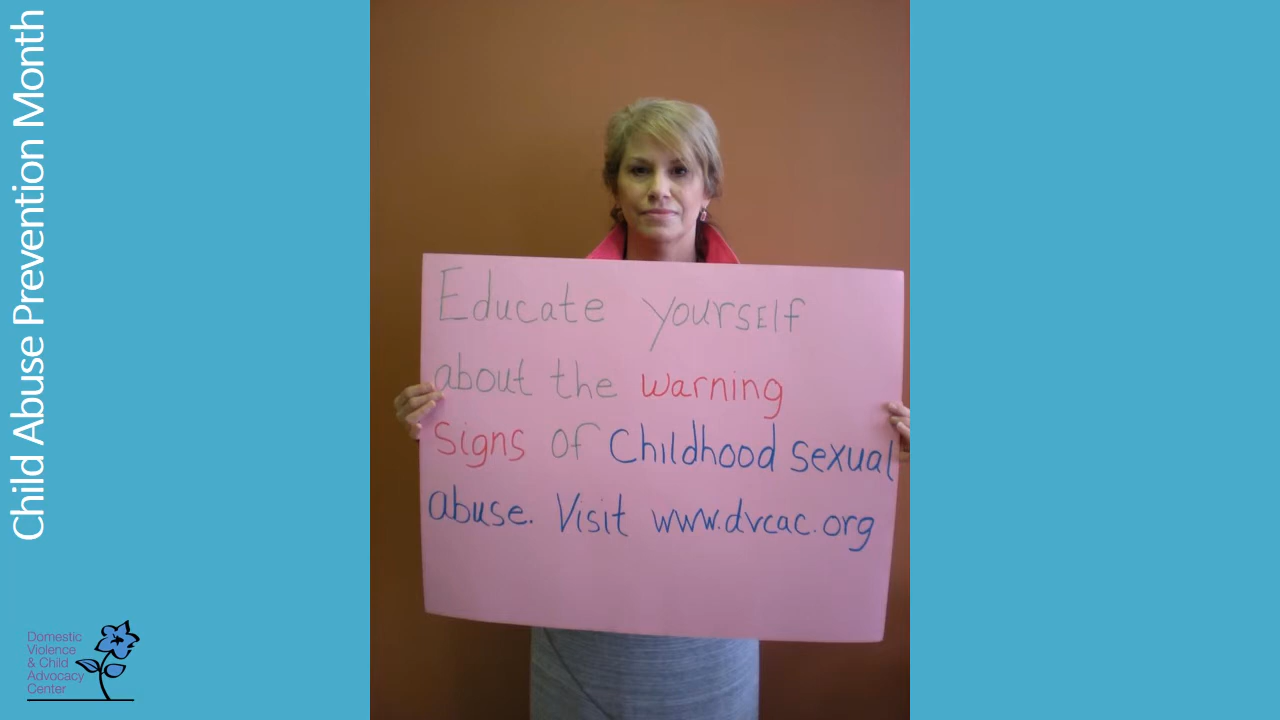 Child Abuse Prevention Month
Educate yourself
about the warning
signs of Childhood sexual
abuse. Visit www.dvcac.org
Domestic
Violence
& Child
Advocacy
Center